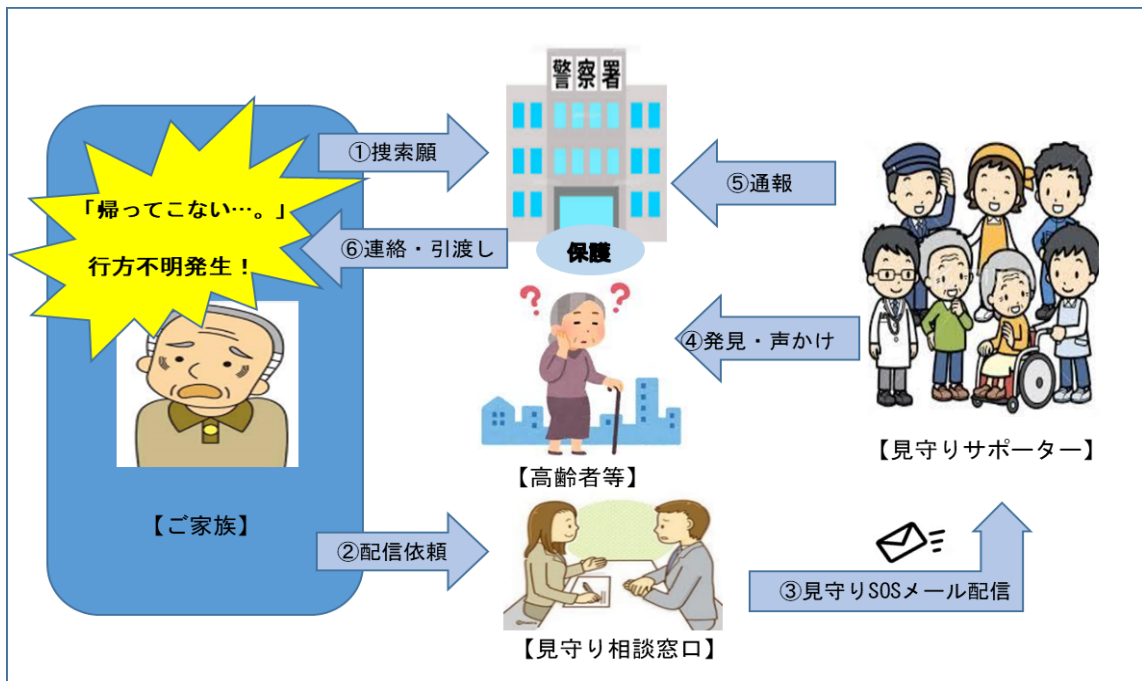 警察署
①捜索願
⑤通報
「帰ってこない…。」
行方不明発生！
⑥連絡・引渡し
保護
④発見・声かけ
【見守りサポーター】
【高齢者等】
【ご家族】
②配信依頼
③見守りSOSメール配信
【見守り相談窓口】